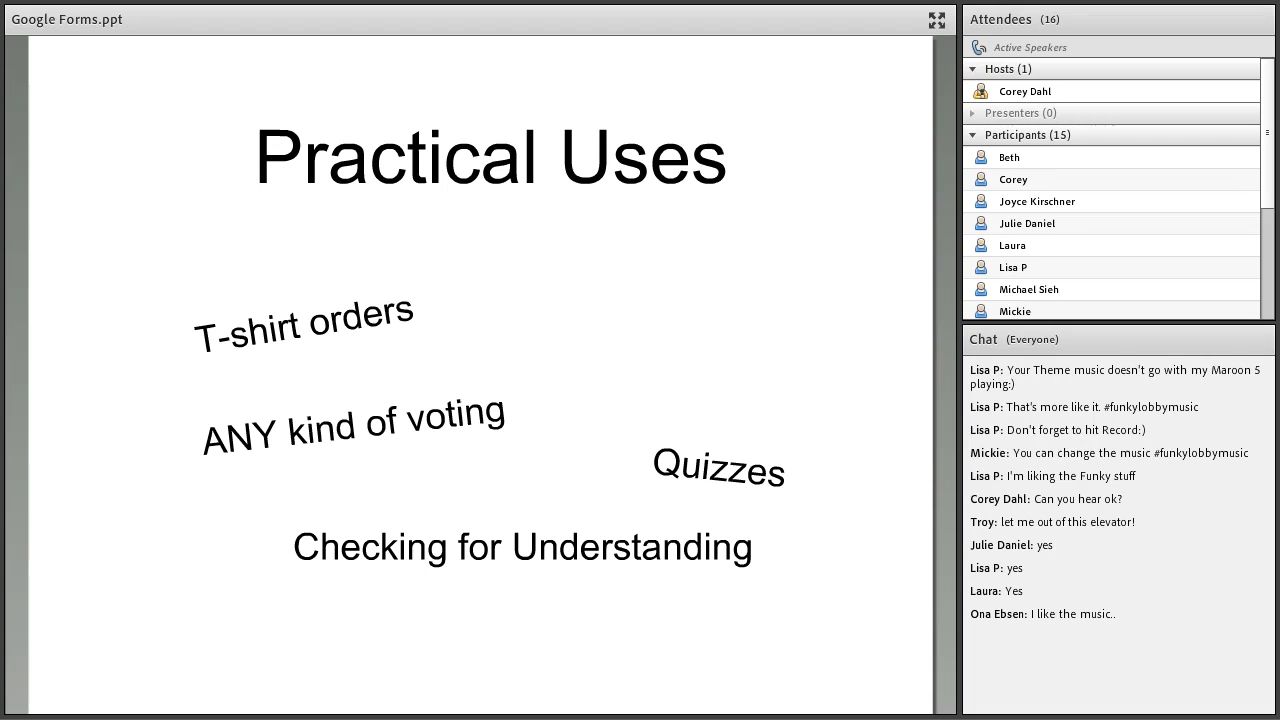 Google Forms.ppt
Practical Uses
T-shirt orders
ANY kind of voting
Quizzes
Checking for Understanding
Attendees (16)
Active Speakers
Hosts (1)
Corey Dahl
Presenters (0)
Participants (15)
Beth
Corey
Joyce Kirschner
Julie Daniel
Laura
Lisa P
Michael Sieh
Mickie
Chat (Everyone)
Lisa P: Your Theme music doesn't go with my Maroon 5
playing:)
Lisa P: That's more like it. #funkylobbymusic
Lisa P: Don't forget to hit Record:)
Mickie: You can change the music #funkylobbymusic
Lisa P: I'm liking the Funky stuff
Corey Dahl: Can you hear ok?
Troy: let me out of this elevator!
Julie Daniel: yes
Lisa P: yes
Laura: Yes
Ona Ebsen: I like the music..